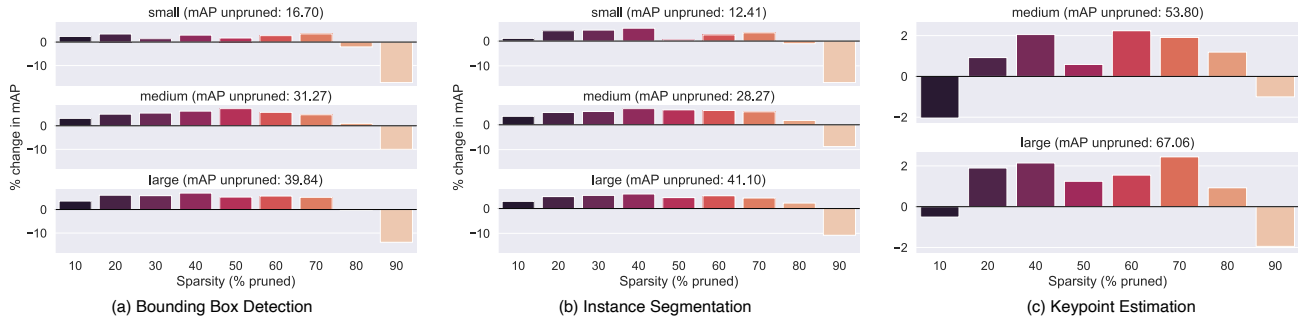 small (mAP unpruned: 16.70)
0
−10
medium (mAP unpruned: 31.27)
0
−10
large (mAP unpruned: 39.84)
0
−10
% change in mAP
10 20 30 40 50 60 70 80 90
Sparsity (% pruned)
(a) Bounding Box Detection
small (mAP unpruned: 12.41)
0
−10
medium (mAP unpruned: 28.27)
0
−10
large (mAP unpruned: 41.10)
0
−10
% change in mAP
10 20 30 40 50 60 70 80 90
Sparsity (% pruned)
(b) Instance Segmentation
medium (mAP unpruned: 53.80)
2
0
−2
large (mAP unpruned: 67.06)
2
0
−2
% change in mAP
10 20 30 40 50 60 70 80 90
Sparsity (% pruned)
(c) Keypoint Estimation